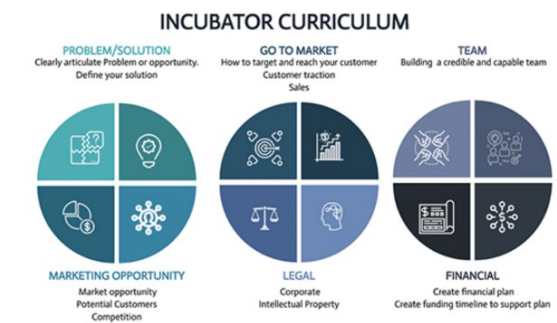 INCUBATOR CURRICULUM
PROBLEM/SOLUTION
Clearly articulate Problem or opportunity.
Define your solution
GO TO MARKET
How to target and reach your customer
Customer traction
Sales
TEAM
Building a credible and capable team
MARKETING OPPORTUNITY
Market opportunity
Potential Customers
Competition
LEGAL
Corporate
Intellectual Property
FINANCIAL
Create financial plan
Create funding timeline to support plan